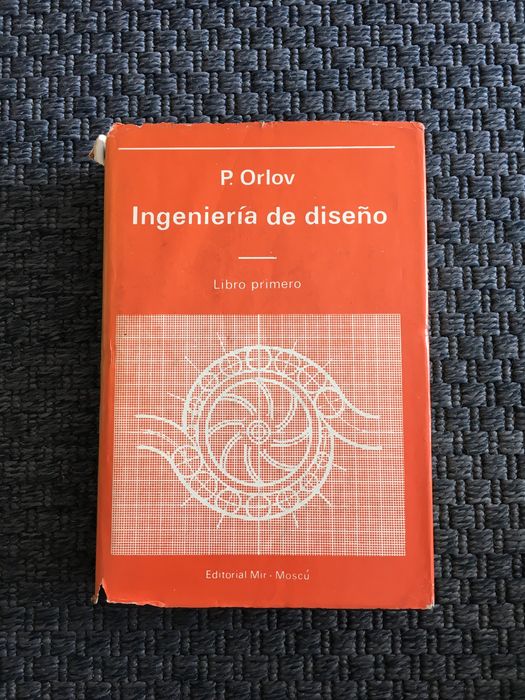 P. Orlov
Ingeniería de diseño
Libro primero
Editorial Mir - Moscú